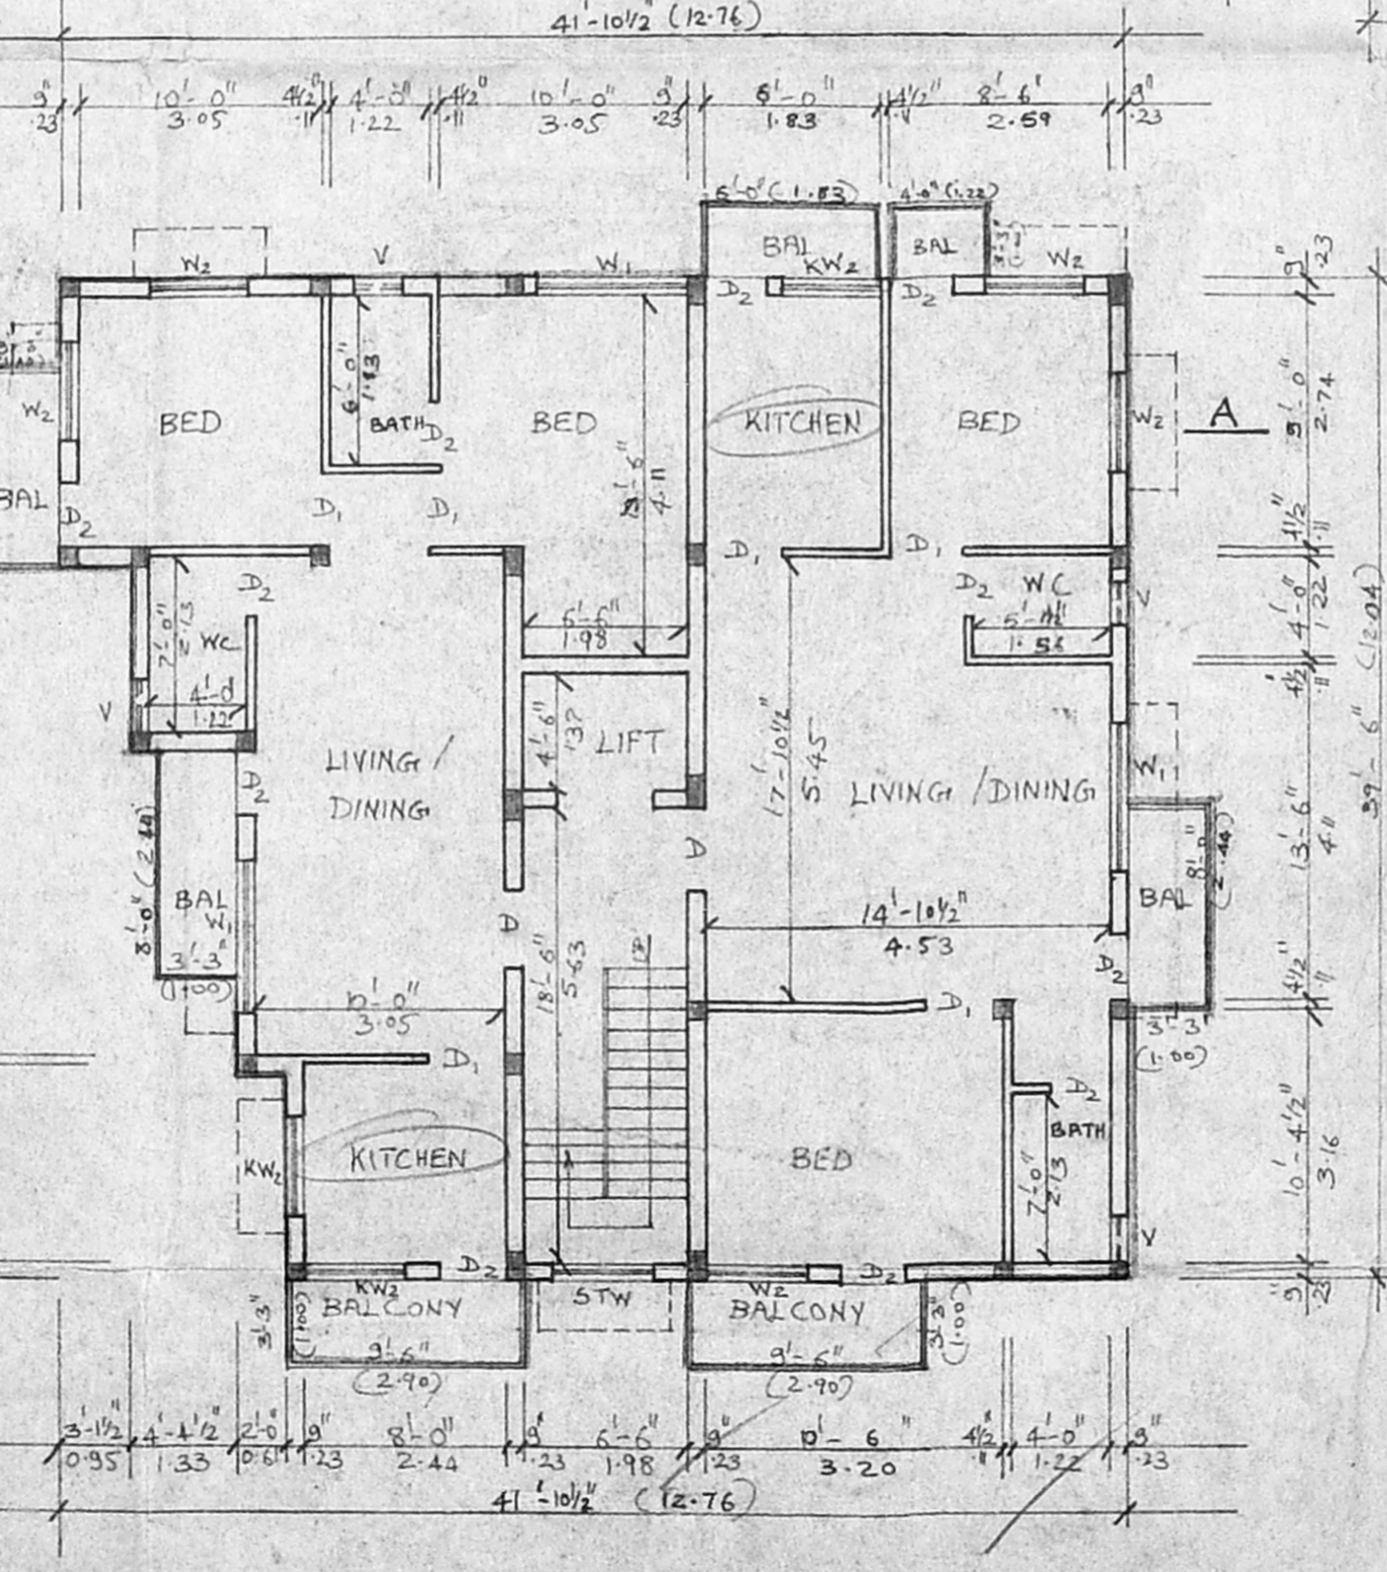 41'-10½" (12.76)
9" 10'-0" 4½" 4'-0" 4½" 10'-0" 9" 6'-0" 4½" 8'-6" 9"
.23 3.05 .11 1.22 .11 3.05 .23 1.83 2.59 .23
6'-0" (1.83) 4'-0" (1.22)
BAL BAL
W2 V W1 KW2 W2
D2 D2
9"
.23
6'-0"
1.83
W2 BED BATH D2 BED KITCHEN BED W2 A
4.11
9'-0"
2.74
BAL D2 D1 D1 D1 D1
4½"
.11
D2 D2 WC V
7'-0"
2.13
WC
6'-6"
1.98
5'-1½"
1.56
4'-0"
1.22
4½"
.11
4'-0"
1.22
V
4'-6"
1.37
LIFT
LIVING /
DINING
17'-10½"
5.45
LIVING / DINING
W1
39'-6" (12.04)
13'-6"
4.11
D2
8'-0" (2.44)
BAL
W1
3'-3"
(1.00)
A
A
14'-10½"
4.53
BAL
8'-0"
(2.44)
D2
4½"
.11
18'-6"
5.63
10'-0"
3.05
D1
D1
3'-3"
(1.00)
D2
BATH
10'-4½"
3.16
KW2 KITCHEN BED
7'-0"
2.13
V
D2 D2
KW2 STW W2
BALCONY BALCONY
3'3"
(1.00)
3'3"
(1.00)
9"
.23
9'-6" 9'-6"
(2.90) (2.90)
3'-1½" 4'-4½" 2'-0" 9" 8'-0" 9" 6'-6" 9" 10'-6" 4½" 4'-0" 9"
0.95 1.33 0.61 .23 2.44 .23 1.98 .23 3.20 .11 1.22 .23
41'-10½" (12.76)